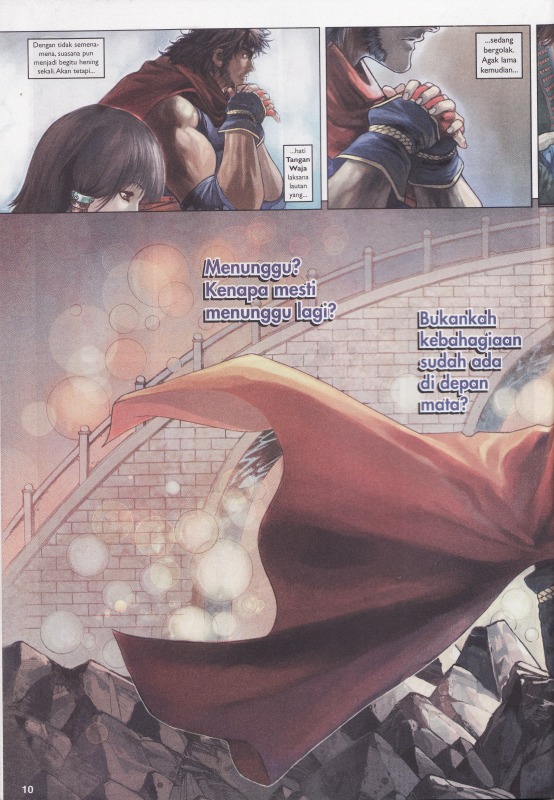 Dengan tidak semena-
mena, suasana pun
menjadi begitu hening
sekali. Akan tetapi...
...hati
Tangan
Waja
laksana
lautan
yang...
...sedang
bergolak.
Agak lama
kemudian...
Menunggu?
Kenapa mesti
menunggu lagi?
Bukankah
kebahagiaan
sudah ada
di depan
mata?
10